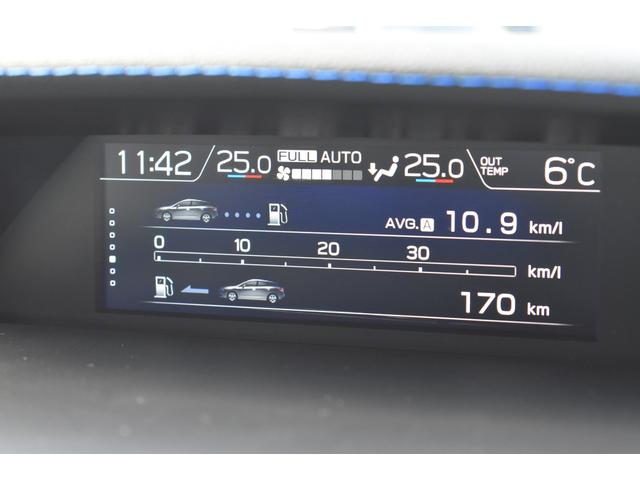 11:42 25.0 FULL AUTO 25.0 OUT TEMP 6°C
AVG. A 10.9 km/l
0 10 20 30 km/l
170 km